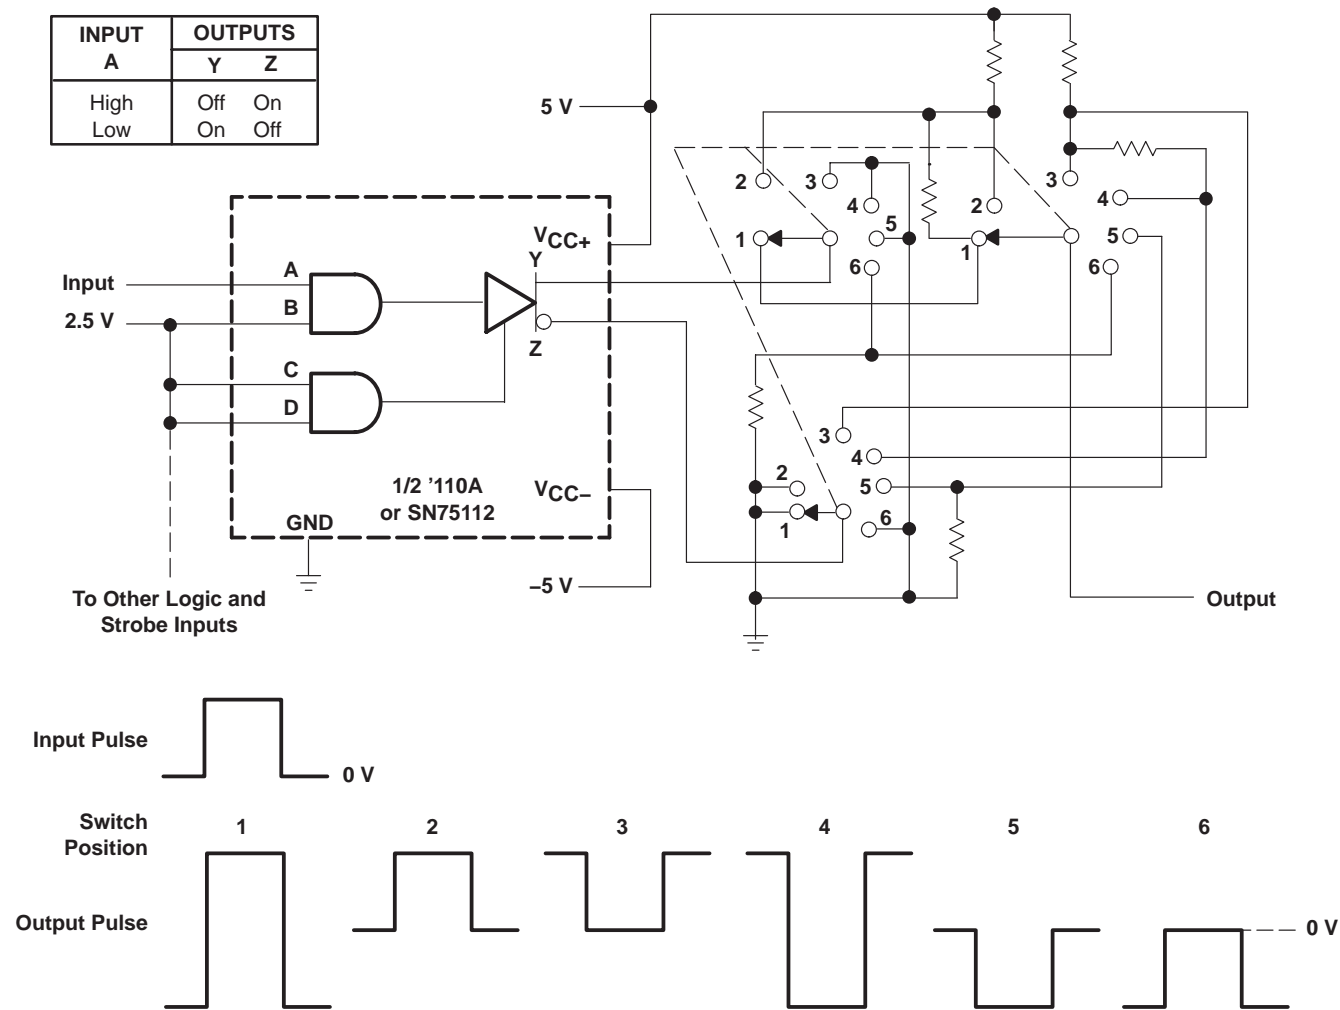 INPUT OUTPUTS
A Y Z
High Off On
Low On Off
5 V
2 3 4 5 1 6
2 1
3 4 5 6
VCC+
Y
Input A
2.5 V B
Z
C
D
3
4
2 5
1 6
1/2 '110A
or SN75112
VCC–
GND
–5 V
To Other Logic and
Strobe Inputs
Output
Input Pulse
0 V
Switch
Position
1 2 3 4 5 6
Output Pulse
0 V